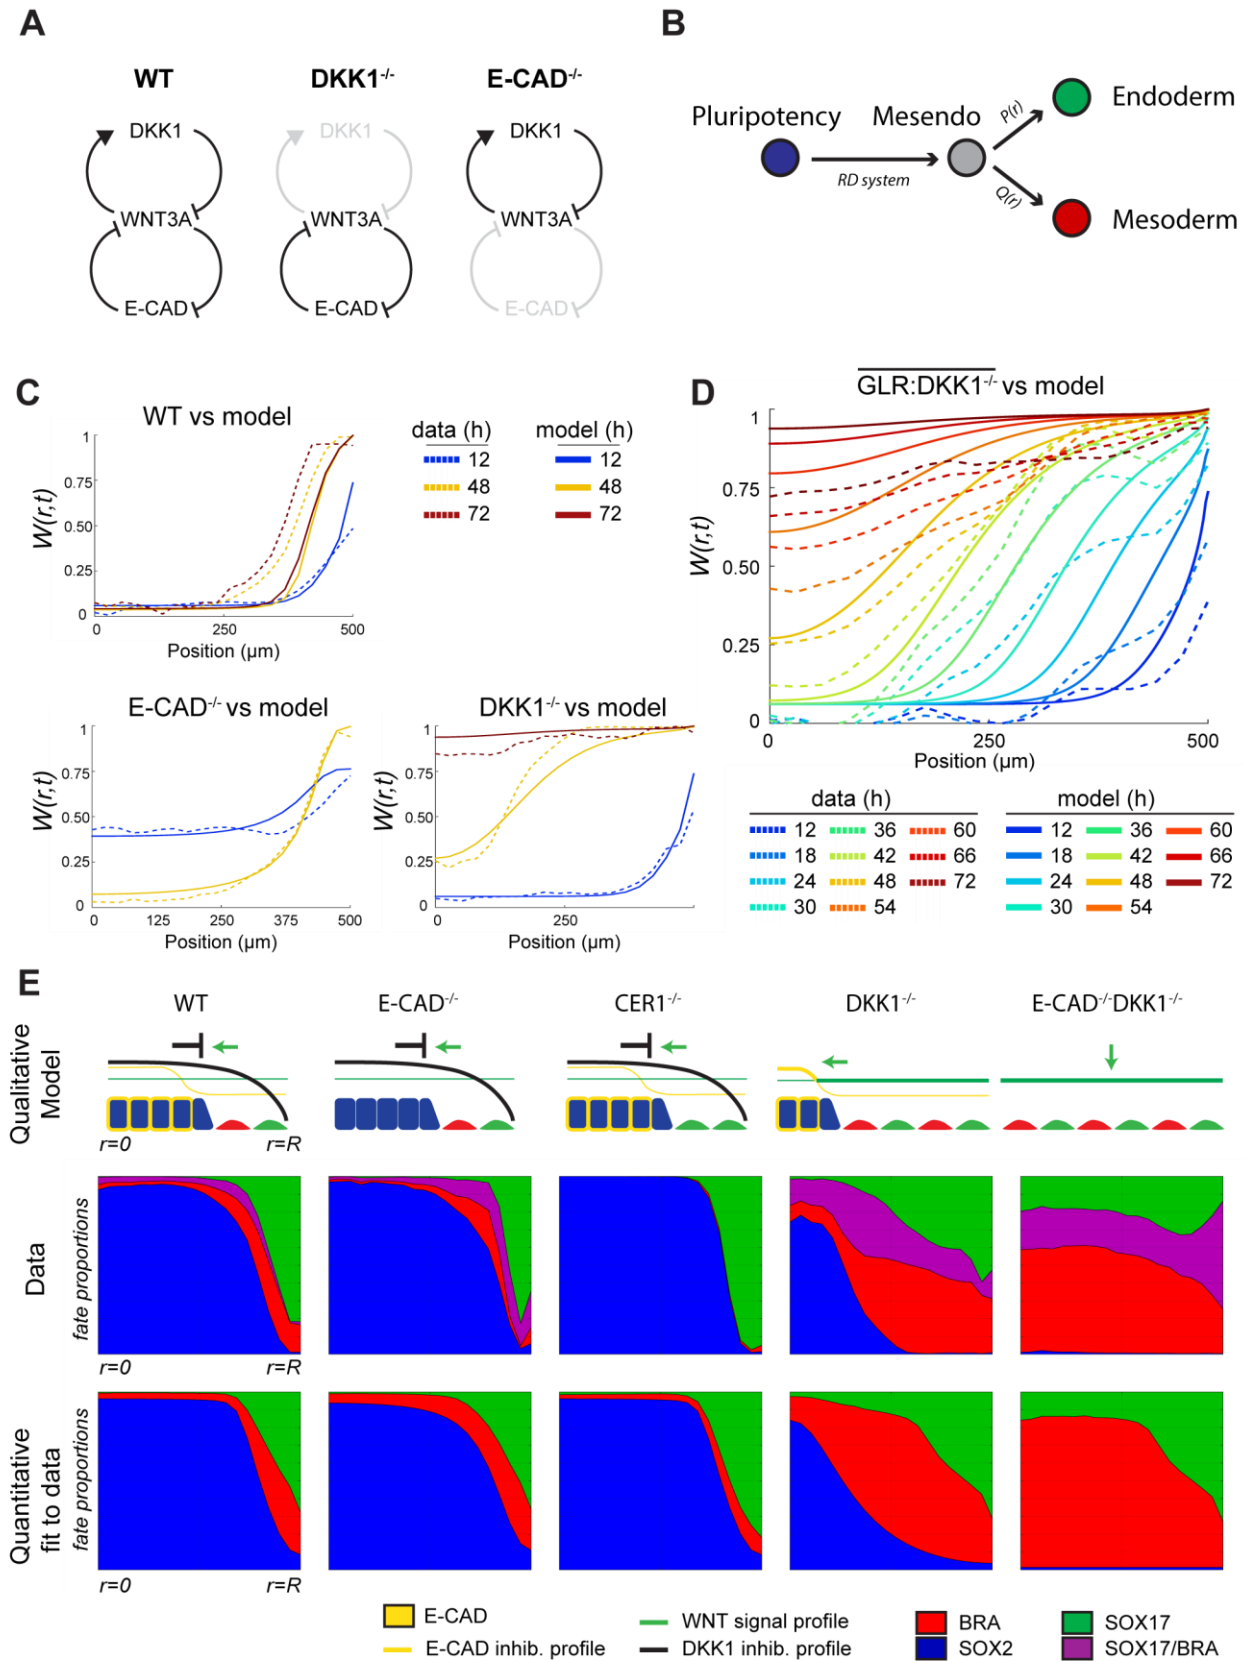 A
WT
DKK1-/-
E-CAD-/-
DKK1
DKK1
DKK1
WNT3A
WNT3A
WNT3A
E-CAD
E-CAD
E-CAD
B
Pluripotency
Mesendo
Endoderm
Mesoderm
RD system
P(r)
Q(r)
C
WT vs model
W(r,t)
1
0.75
0.50
0.25
0
0
250
500
Position (µm)
data (h)
model (h)
12
12
48
48
72
72
E-CAD-/- vs model
W(r,t)
1
0.75
0.50
0.25
0
0
125
250
375
500
Position (µm)
DKK1-/- vs model
W(r,t)
1
0.75
0.50
0.25
0
0
250
Position (µm)
D
GLR:DKK1-/- vs model
W(r,t)
1
0.75
0.50
0.25
0
0
250
500
Position (µm)
data (h)
model (h)
12 36 60
12 36 60
18 42 66
18 42 66
24 48 72
24 48 72
30 54
30 54
E
WT
E-CAD-/-
CER1-/-
DKK1-/-
E-CAD-/-DKK1-/-
Qualitative
Model
r=0
r=R
Data
fate proportions
r=0
r=R
Quantitative
fit to data
fate proportions
r=0
r=R
E-CAD
E-CAD inhib. profile
WNT signal profile
DKK1 inhib. profile
BRA
SOX2
SOX17
SOX17/BRA